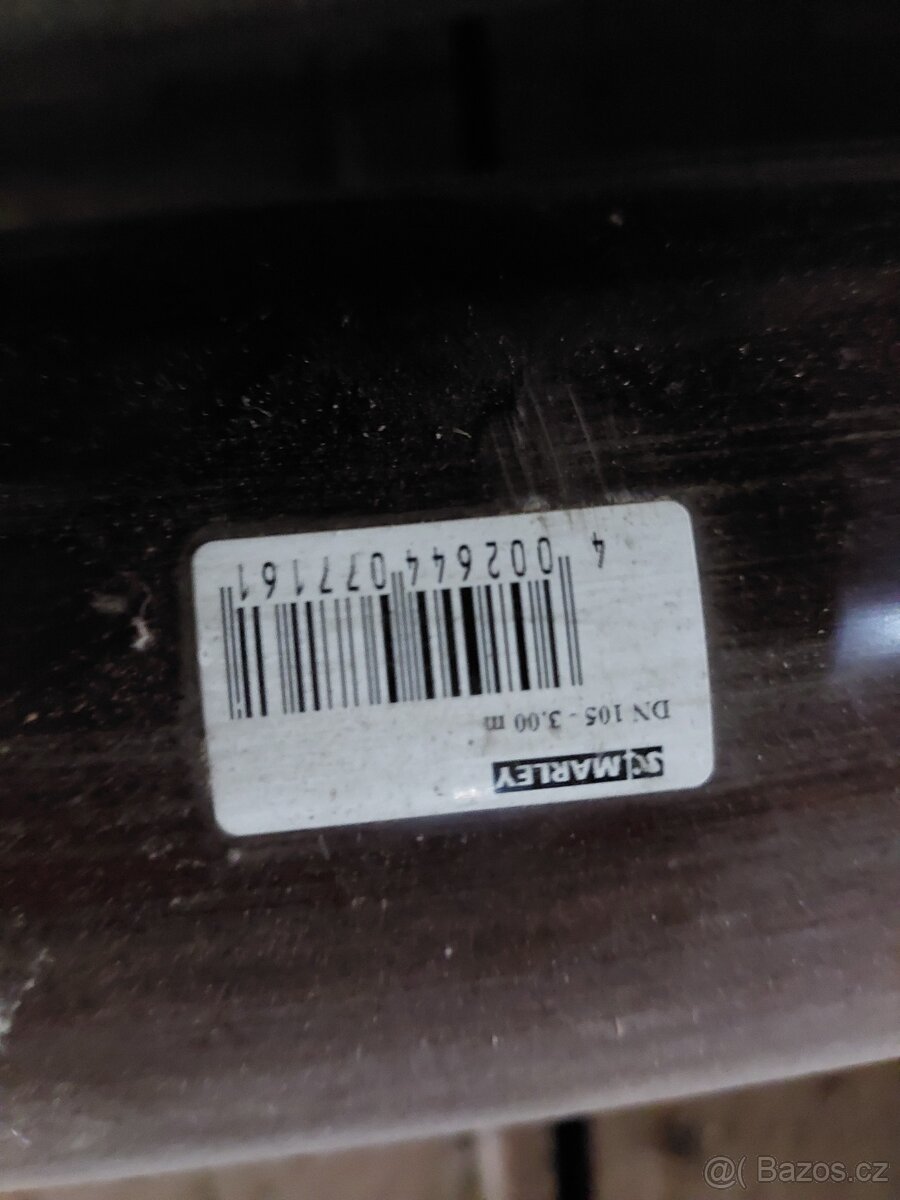 MARLEY
DN 105 - 3.00 m
4 002644 077161
@( Bazos.cz